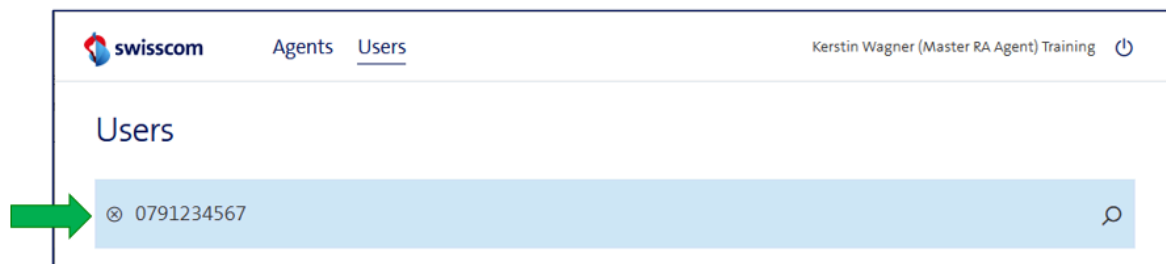 swisscom Agents Users Kerstin Wagner (Master RA Agent) Training
Users
0791234567